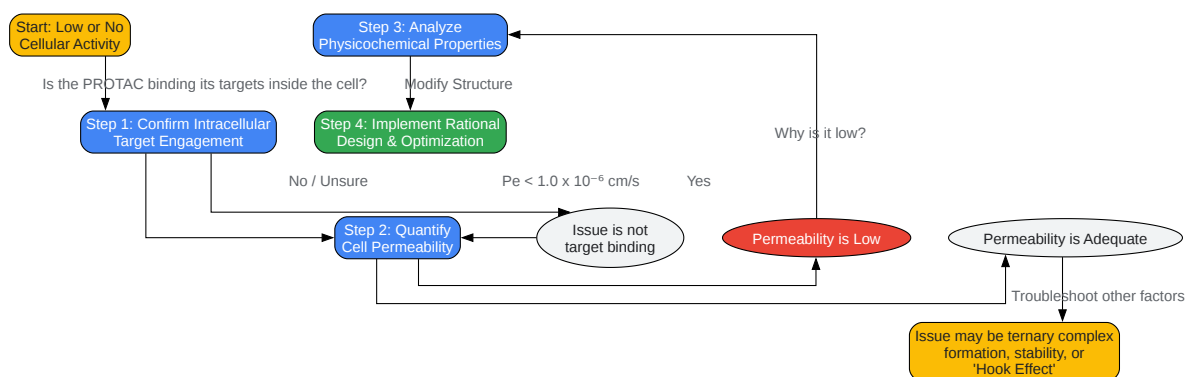 Start: Low or No
Cellular Activity
Step 3: Analyze
Physicochemical Properties
Is the PROTAC binding its targets inside the cell?
Modify Structure
Step 1: Confirm Intracellular
Target Engagement
Step 4: Implement Rational
Design & Optimization
Why is it low?
No / Unsure
Pe < 1.0 x 10⁻⁶ cm/s
Yes
Step 2: Quantify
Cell Permeability
Issue is not
target binding
Permeability is Low
Permeability is Adequate
Troubleshoot other factors
Issue may be ternary complex
formation, stability, or
'Hook Effect'